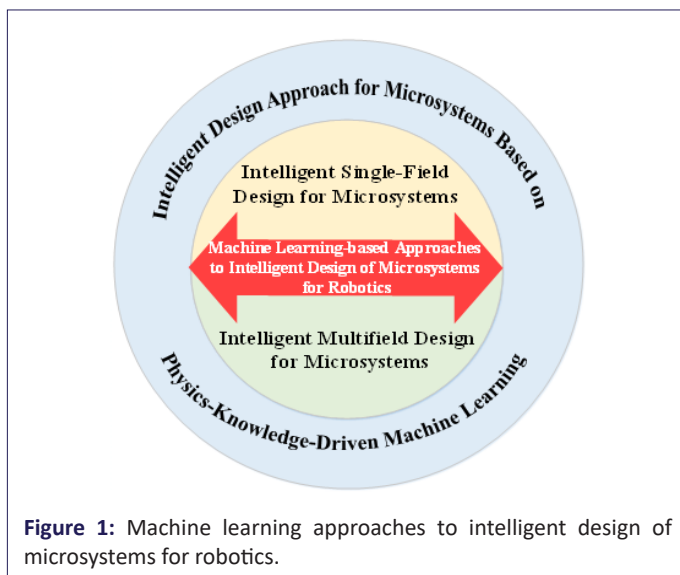 Intelligent Design Approach for Microsystems Based on
Intelligent Single-Field
Design for Microsystems
Machine Learning-based Approaches
to Intelligent Design of Microsystems
for Robotics
Intelligent Multifield Design
for Microsystems
Physics-Knowledge-Driven Machine Learning
Figure 1: Machine learning approaches to intelligent design of
microsystems for robotics.